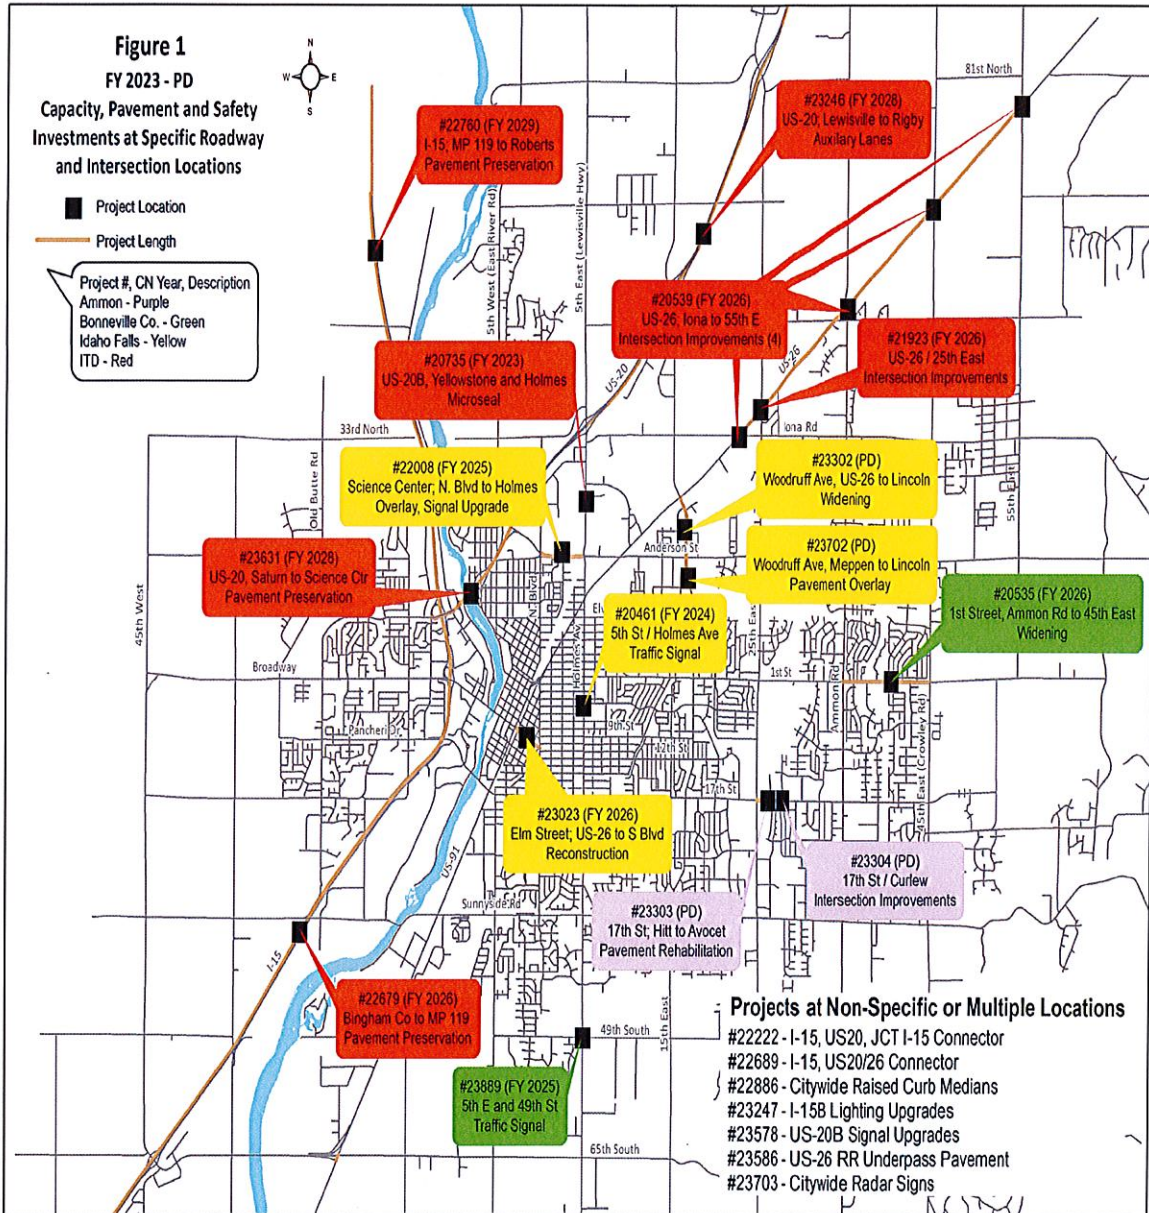 Figure 1
FY 2023 - PD
Capacity, Pavement and Safety
Investments at Specific Roadway
and Intersection Locations
N
W
E
S
Project Location
Project Length
Project #, CN Year, Description
Ammon - Purple
Bonneville Co. - Green
Idaho Falls - Yellow
ITD - Red
#22760 (FY 2029)
I-15; MP 119 to Roberts
Pavement Preservation
#23246 (FY 2028)
US-20; Lewisville to Rigby
Auxilary Lanes
81st North
5th West (East River Rd)
5th East (Lewisville Hwy)
#20539 (FY 2026)
US-26; Iona to 55th E
Intersection Improvements (4)
#21923 (FY 2026)
US-26 / 25th East
Intersection Improvements
#20735 (FY 2023)
US-20B, Yellowstone and Holmes
Microseal
US-20
US-26
Iona Rd
33rd North
Old Butte Rd
#22008 (FY 2025)
Science Center; N. Blvd to Holmes
Overlay, Signal Upgrade
#23302 (PD)
Woodruff Ave, US-26 to Lincoln
Widening
55th East
Anderson St
#23702 (PD)
Woodruff Ave, Meppen to Lincoln
Pavement Overlay
#23631 (FY 2028)
US-20, Saturn to Science Ctr
Pavement Preservation
45th West
N. Blvd
Holmes Av
#20461 (FY 2024)
5th St / Holmes Ave
Traffic Signal
25th East
#20535 (FY 2026)
1st Street, Ammon Rd to 45th East
Widening
Broadway
1st St
Ammon Rd
45th East (Crowley Rd)
Pancheri Dr
9th St
12th St
17th St
#23023 (FY 2026)
Elm Street; US-26 to S Blvd
Reconstruction
#23304 (PD)
17th St / Curlew
Intersection Improvements
US-91
Sunnyside Rd
#23303 (PD)
17th St; Hitt to Avocet
Pavement Rehabilitation
I-15
#22679 (FY 2026)
Bingham Co to MP 119
Pavement Preservation
15th East
49th South
#23889 (FY 2025)
5th E and 49th St
Traffic Signal
65th South
Projects at Non-Specific or Multiple Locations
#22222 - I-15, US20, JCT I-15 Connector
#22689 - I-15, US20/26 Connector
#22886 - Citywide Raised Curb Medians
#23247 - I-15B Lighting Upgrades
#23578 - US-20B Signal Upgrades
#23586 - US-26 RR Underpass Pavement
#23703 - Citywide Radar Signs